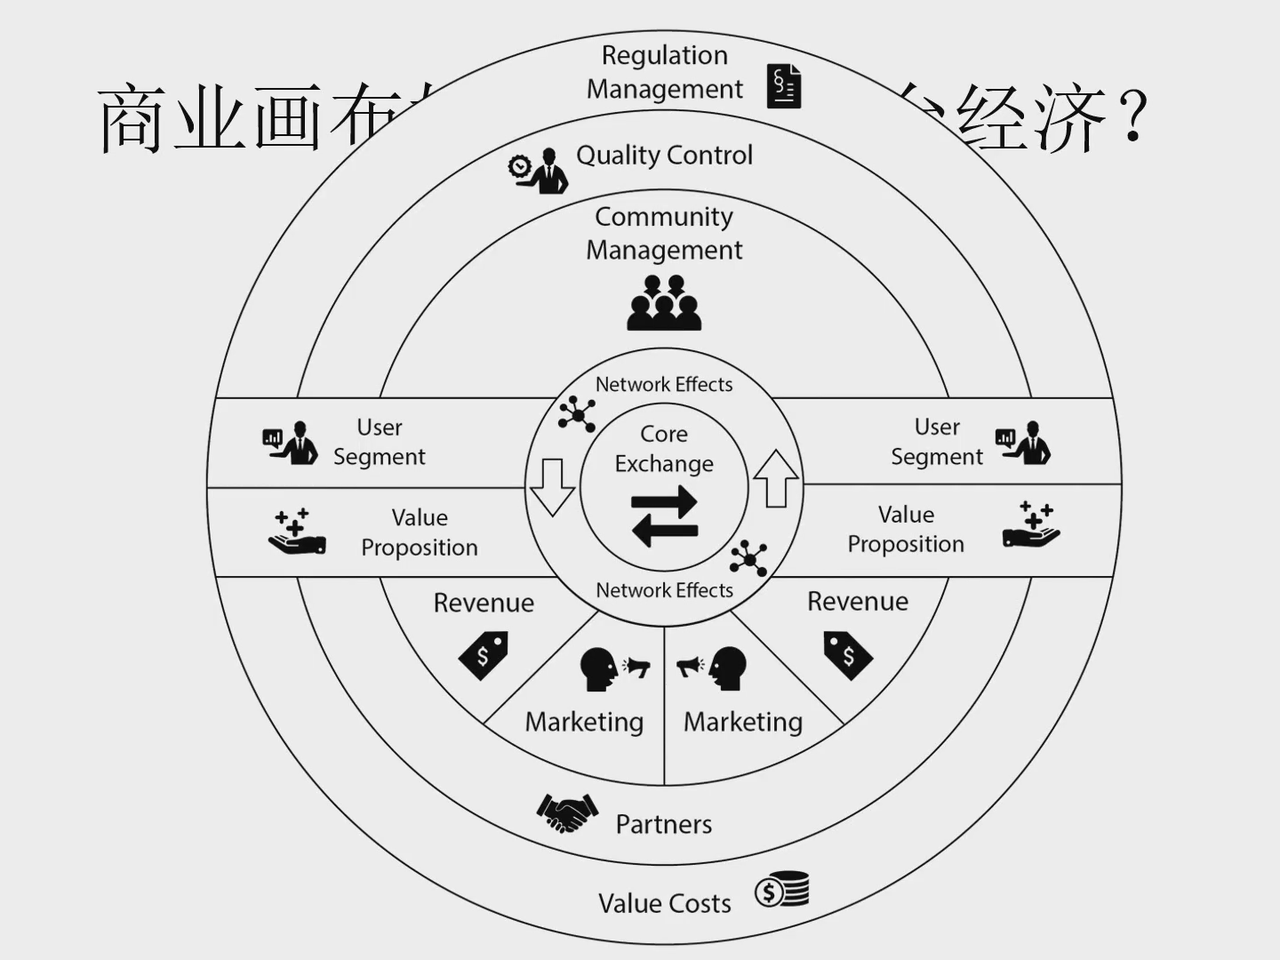 商业画布
台经济？
Regulation
Management
Quality Control
Community
Management
Network Effects
Core
Exchange
User
Segment
User
Segment
Value
Proposition
Value
Proposition
Network Effects
Revenue
Revenue
Marketing
Marketing
Partners
Value Costs